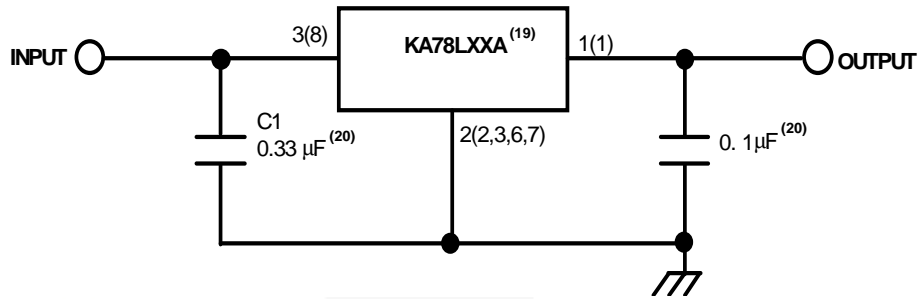 INPUT
3(8)
KA78LXXA(19)
1(1)
OUTPUT
C1
0.33 μF(20)
2(2,3,6,7)
0. 1μF(20)